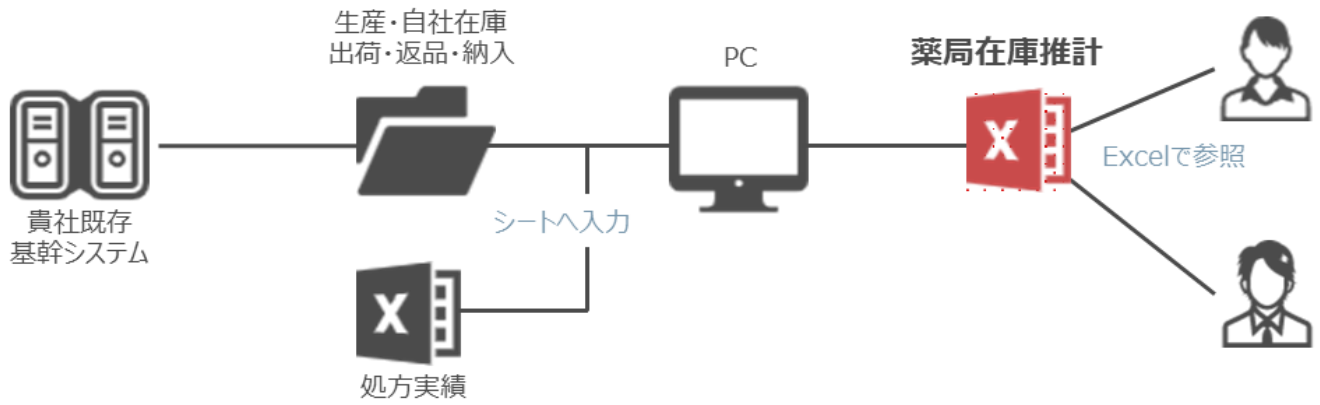 生産・自社在庫
出荷・返品・納入
PC
薬局在庫推計
X
Excelで参照
貴社既存
基幹システム
シートへ入力
X
処方実績